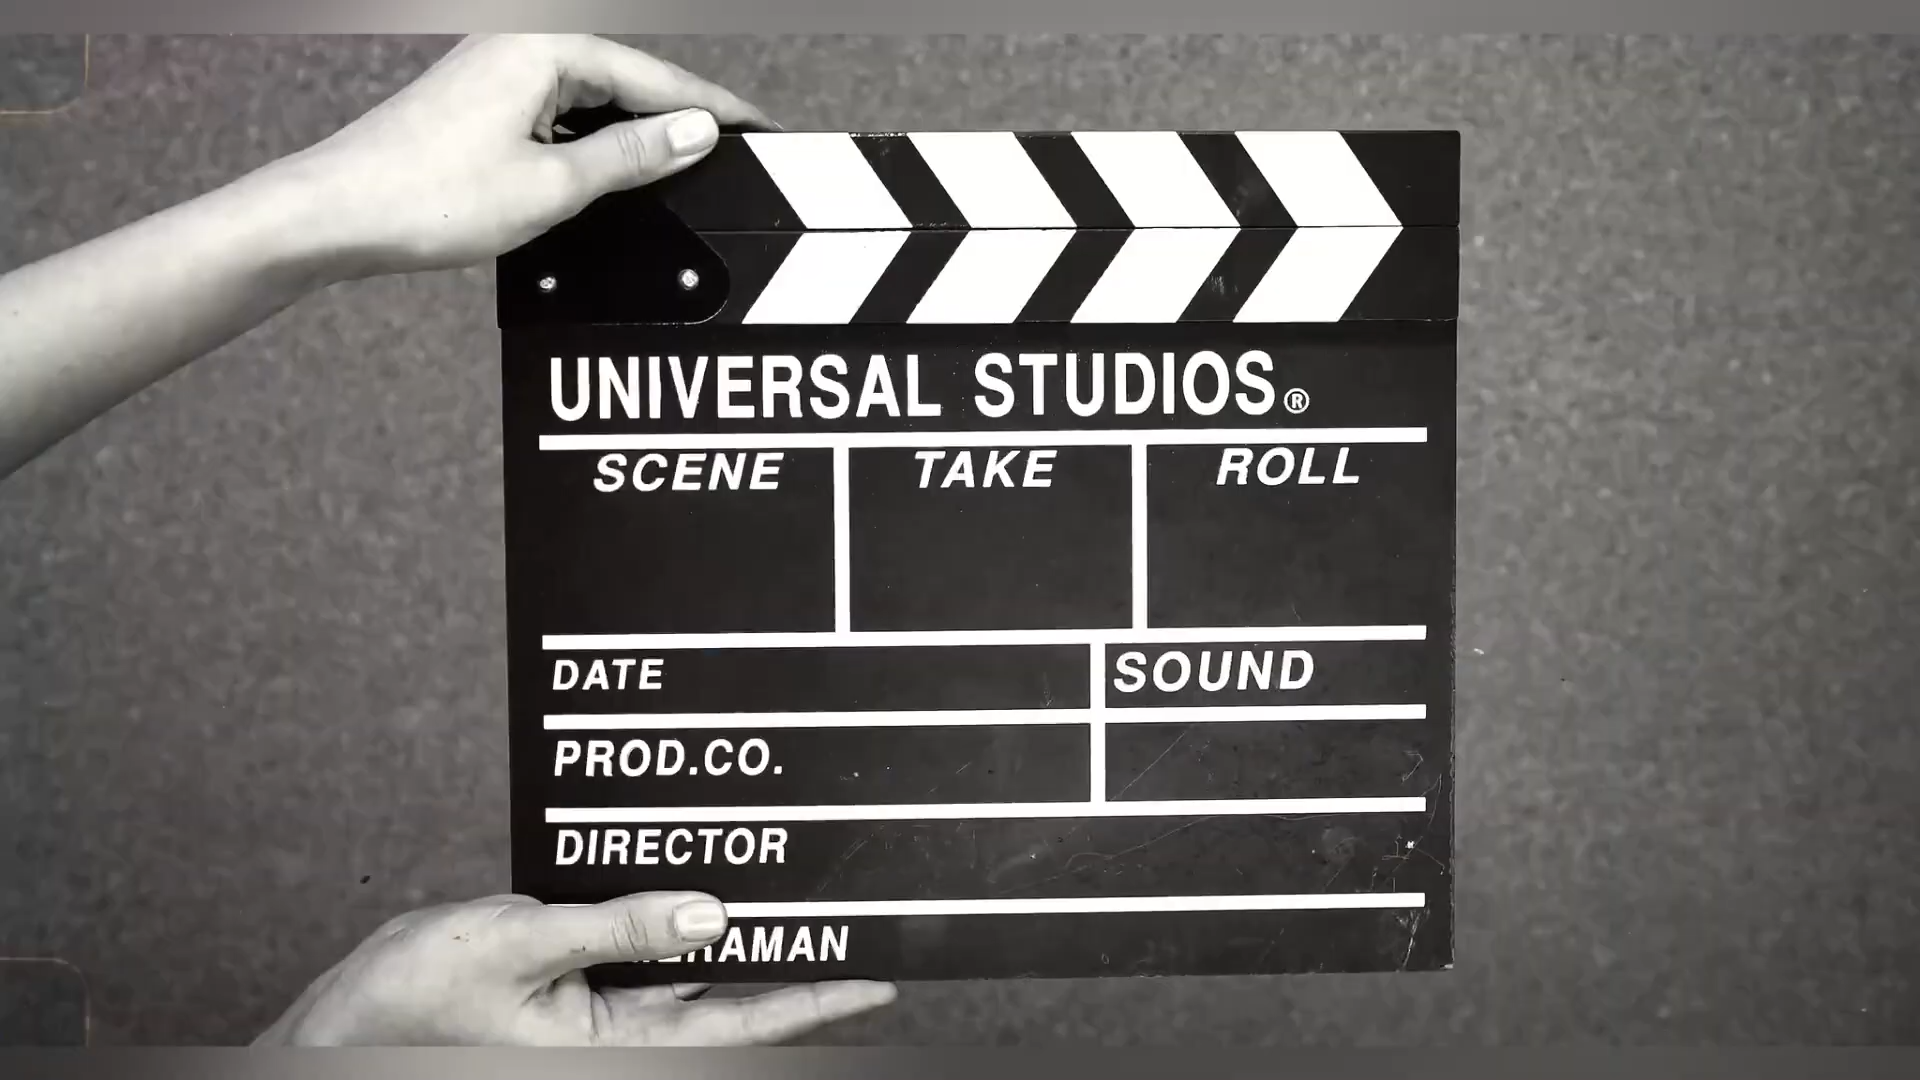 UNIVERSAL STUDIOS®
SCENE TAKE ROLL
DATE SOUND
PROD.CO.
DIRECTOR